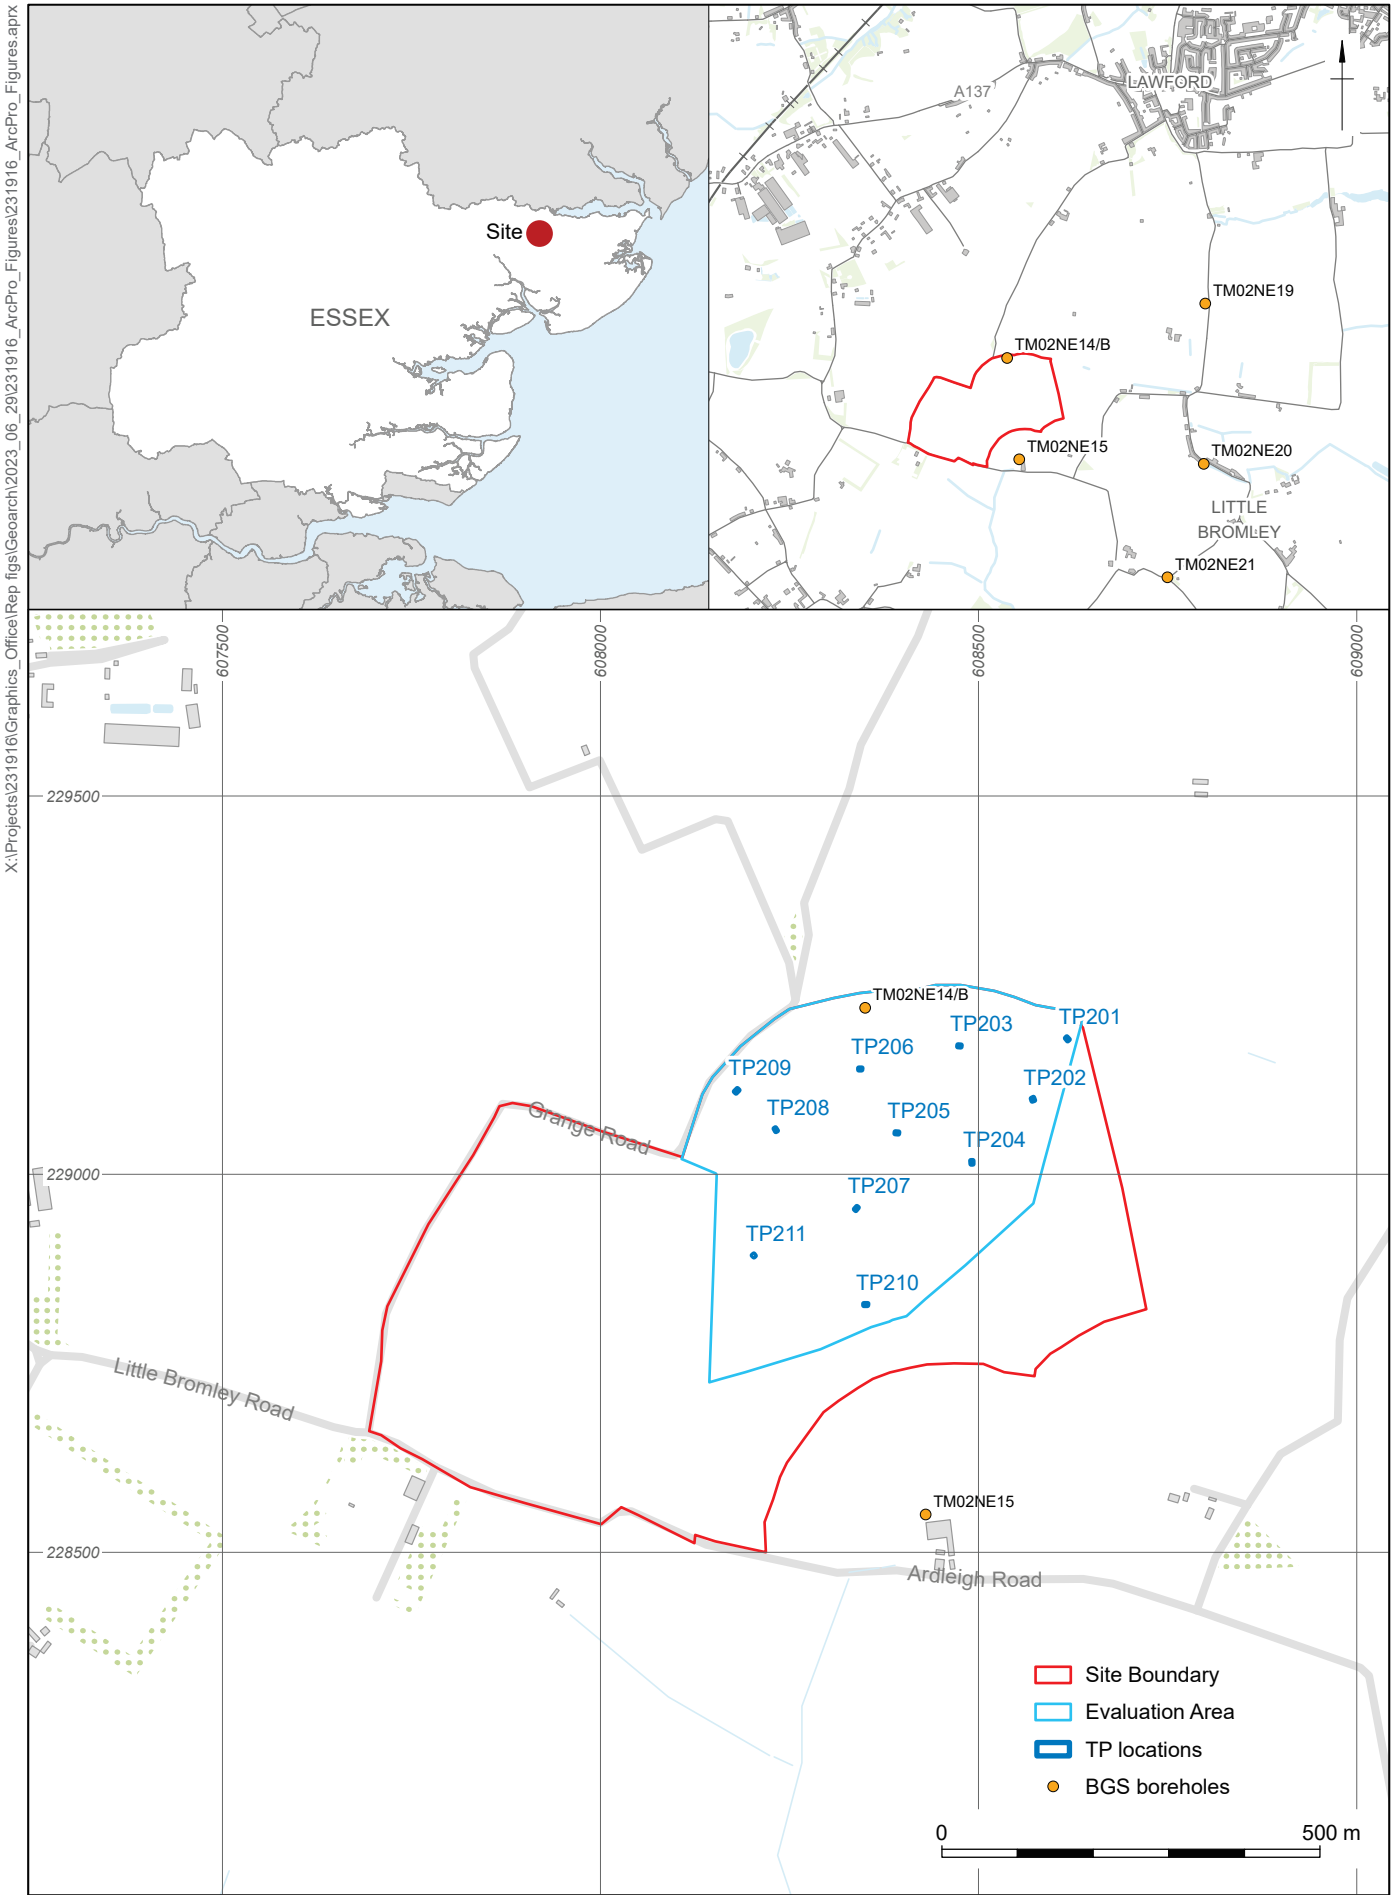 X:\Projects\231916\Graphics_Office\Rep figs\Geoarch\2023_06_29\231916_ArcPro_Figures\231916_ArcPro_Figures.aprx
Site
ESSEX
LAWFORD
A137
TM02NE19
TM02NE14/B
TM02NE15
TM02NE20
LITTLE
BROMLEY
TM02NE21
607500
608000
608500
609000
229500
TM02NE14/B
TP203
TP201
TP206
TP209
TP202
TP208
TP205
Grange Road
TP204
229000
TP207
TP211
TP210
Little Bromley Road
TM02NE15
228500
Ardleigh Road
Site Boundary
Evaluation Area
TP locations
BGS boreholes
0
500 m